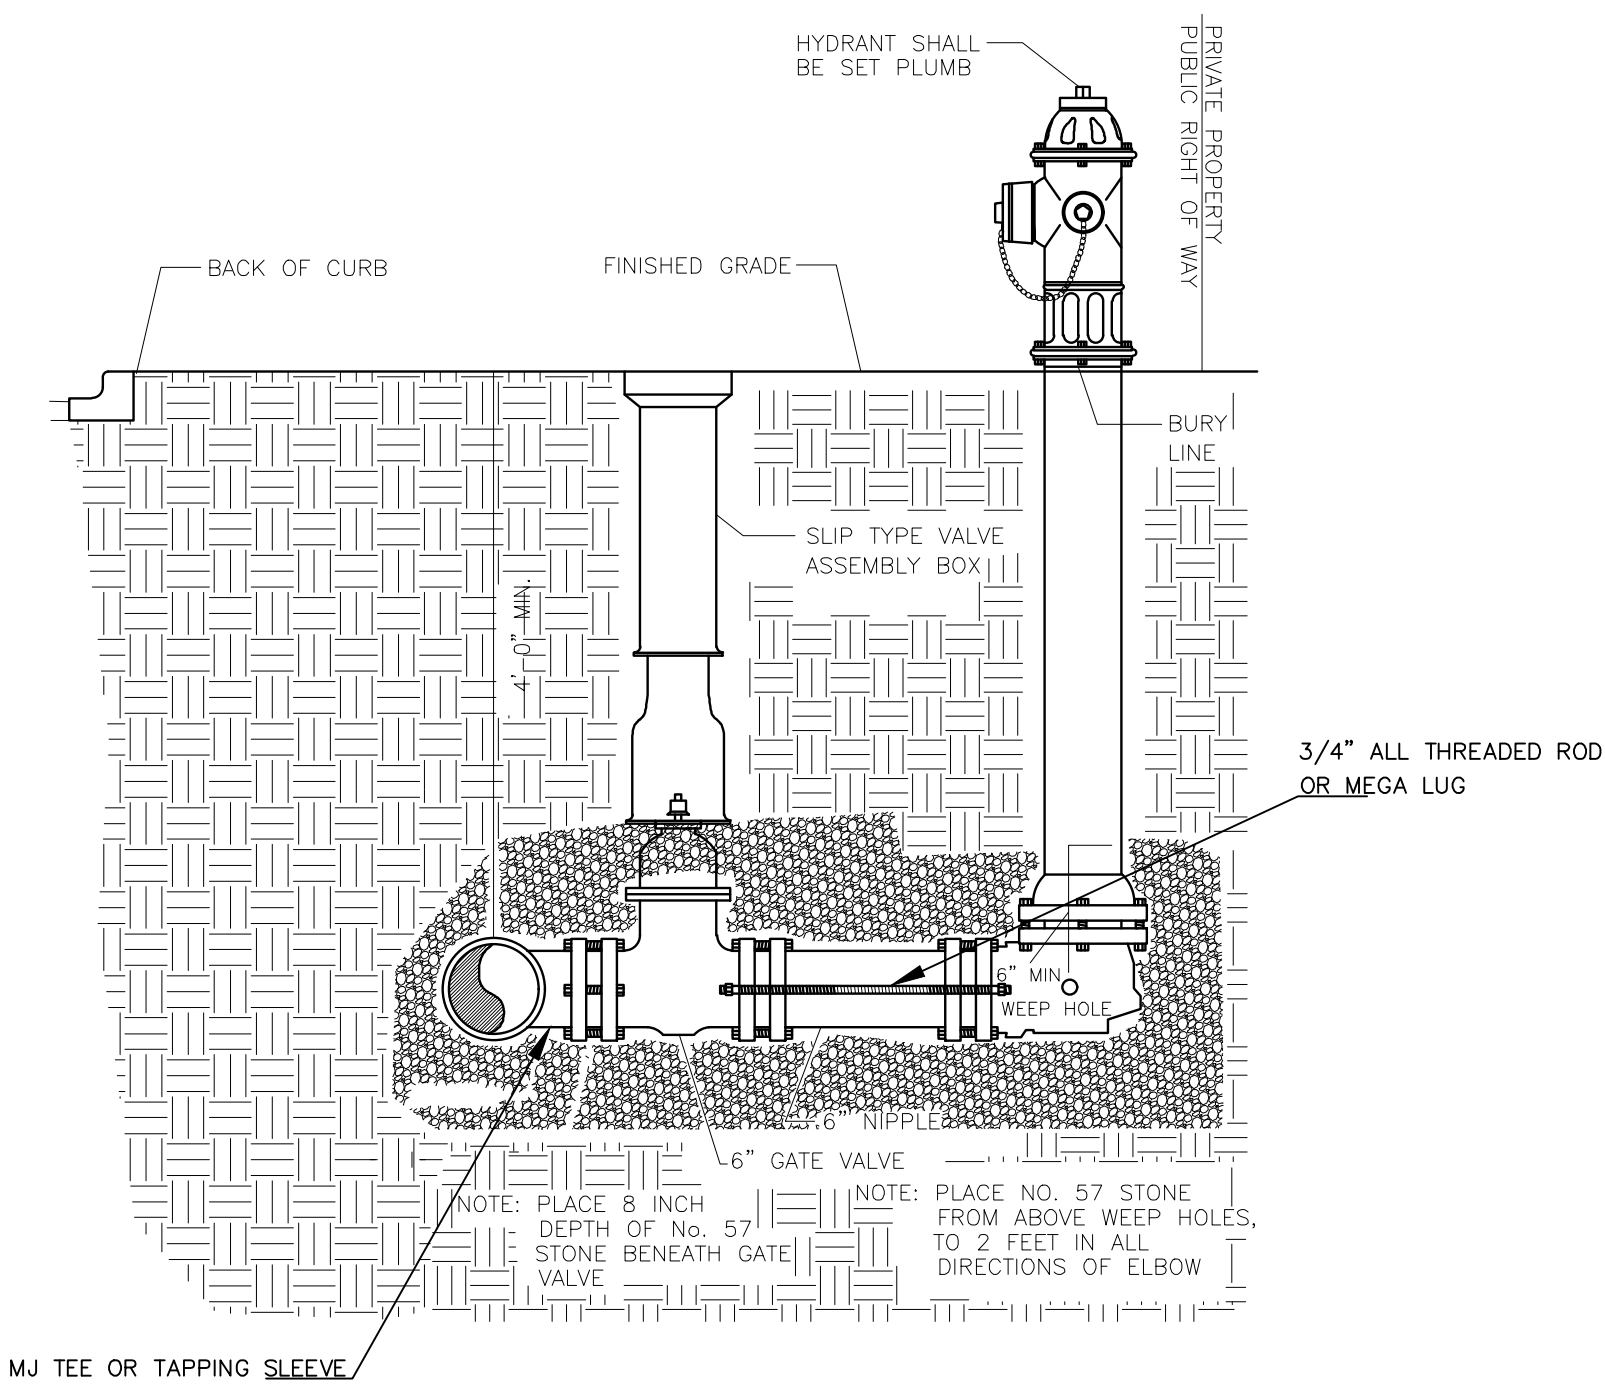 HYDRANT SHALL
BE SET PLUMB
PRIVATE PROPERTY
PUBLIC RIGHT OF WAY
BACK OF CURB
FINISHED GRADE
BURY
LINE
SLIP TYPE VALVE
ASSEMBLY BOX
4'-0" MIN.
3/4" ALL THREADED ROD
OR MEGA LUG
6" MIN
WEEP HOLE
6" NIPPLE
6" GATE VALVE
NOTE: PLACE 8 INCH
DEPTH OF No. 57
STONE BENEATH GATE
VALVE
NOTE: PLACE NO. 57 STONE
FROM ABOVE WEEP HOLES,
TO 2 FEET IN ALL
DIRECTIONS OF ELBOW
MJ TEE OR TAPPING SLEEVE